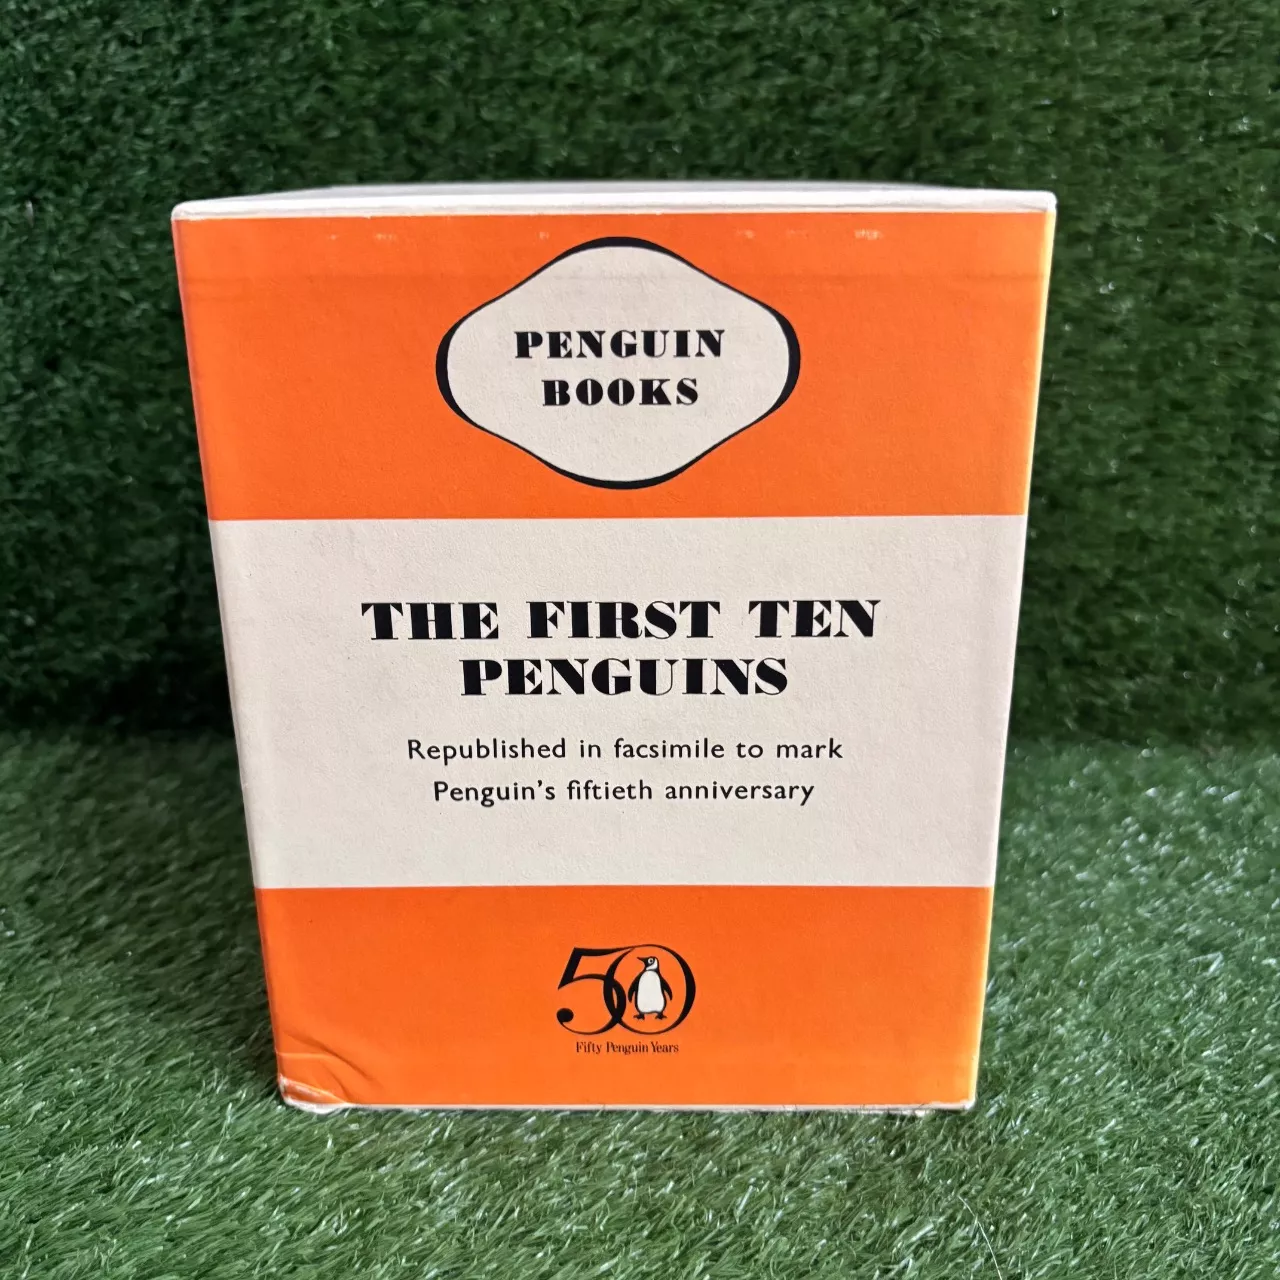 PENGUIN
BOOKS
THE FIRST TEN
PENGUINS
Republished in facsimile to mark
Penguin's fiftieth anniversary
50
Fifty Penguin Years